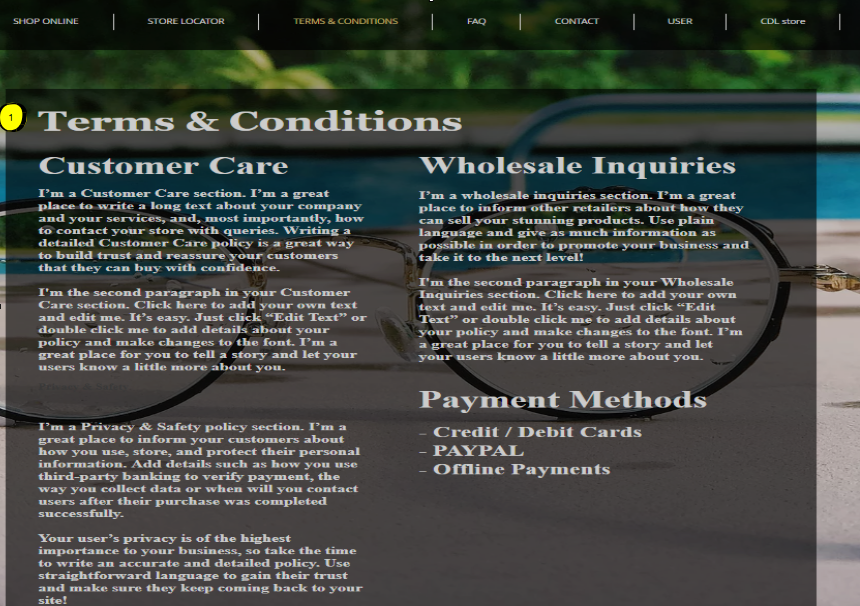 SHOP ONLINE
STORE LOCATOR
TERMS & CONDITIONS
FAQ
CONTACT
USER
CDL store
1
Terms & Conditions
Customer Care
I'm a Customer Care section. I'm a great
place to write a long text about your company
and your services, and, most importantly, how
to contact your store with queries. Writing a
detailed Customer Care policy is a great way
to build trust and reassure your customers
that they can buy with confidence.
I'm the second paragraph in your Customer
Care section. Click here to add your own text
and edit me. It's easy. Just click “Edit Text” or
double click me to add details about your
policy and make changes to the font. I'm a
great place for you to tell a story and let your
users know a little more about you.
Privacy & Safety
I'm a Privacy & Safety policy section. I'm a
great place to inform your customers about
how you use, store, and protect their personal
information. Add details such as how you use
third-party banking to verify payment, the
way you collect data or when will you contact
users after their purchase was completed
successfully.
Your user's privacy is of the highest
importance to your business, so take the time
to write an accurate and detailed policy. Use
straightforward language to gain their trust
and make sure they keep coming back to your
site!
Wholesale Inquiries
I'm a wholesale inquiries section. I'm a great
place to inform other retailers about how they
can sell your stunning products. Use plain
language and give as much information as
possible in order to promote your business and
take it to the next level!
I'm the second paragraph in your Wholesale
Inquiries section. Click here to add your own
text and edit me. It's easy. Just click “Edit
Text” or double click me to add details about
your policy and make changes to the font. I'm
a great place for you to tell a story and let
your users know a little more about you.
Payment Methods
- Credit / Debit Cards
- PAYPAL
- Offline Payments